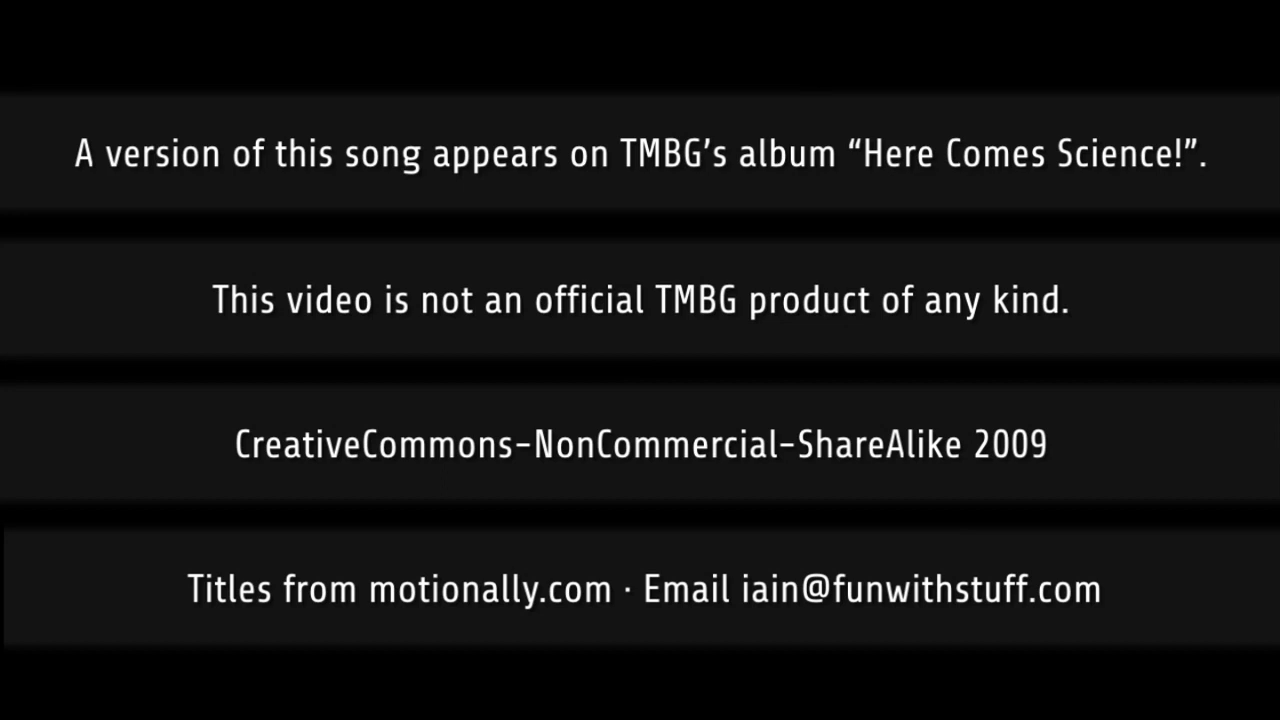 A version of this song appears on TMBG’s album “Here Comes Science!”.
This video is not an official TMBG product of any kind.
CreativeCommons-NonCommercial-ShareAlike 2009
Titles from motionally.com · Email iain@funwithstuff.com